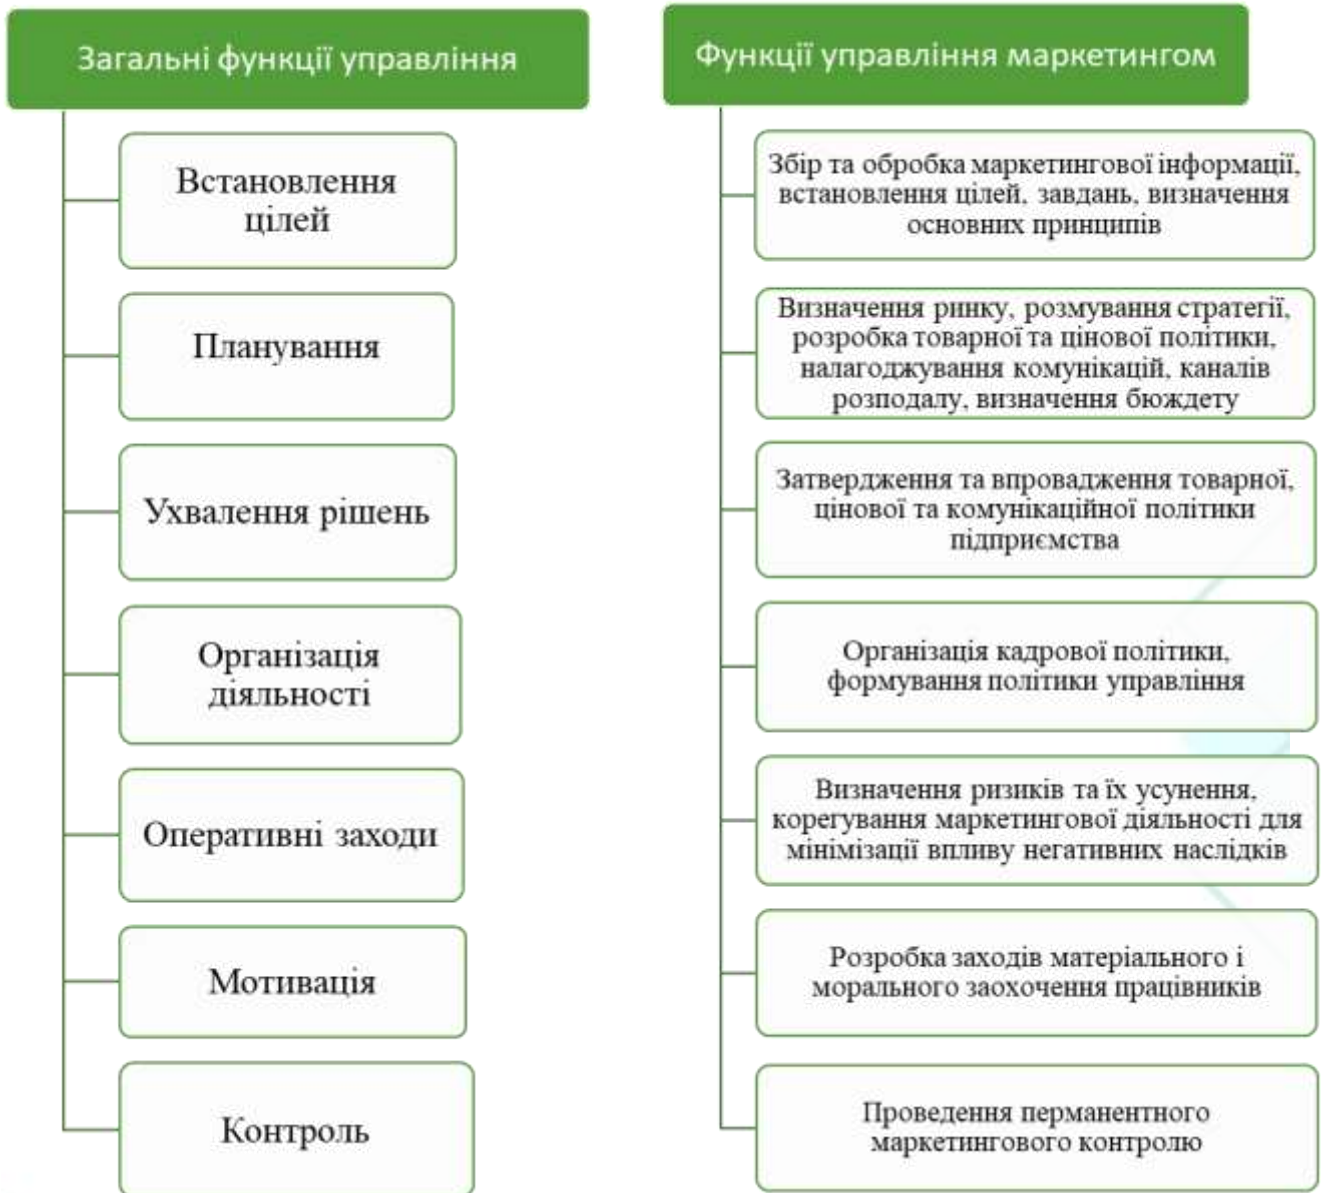 Загальні функції управління
Встановлення
цілей
Планування
Ухвалення рішень
Організація
діяльності
Оперативні заходи
Мотивація
Контроль
Функції управління маркетингом
Збір та обробка маркетингової інформації,
встановлення цілей, завдань, визначення
основних принципів
Визначення ринку, розмування стратегії,
розробка товарної та цінової політики,
налагоджування комунікацій, каналів
розподалу, визначення бюждету
Затвердження та впровадження товарної,
цінової та комунікаційної політики
підприємства
Організація кадрової політики,
формування політики управління
Визначення ризиків та їх усунення,
корегування маркетингової діяльності для
мінімізації впливу негативних наслідків
Розробка заходів матеріального і
морального заохочення працівників
Проведення перманентного
маркетингового контролю